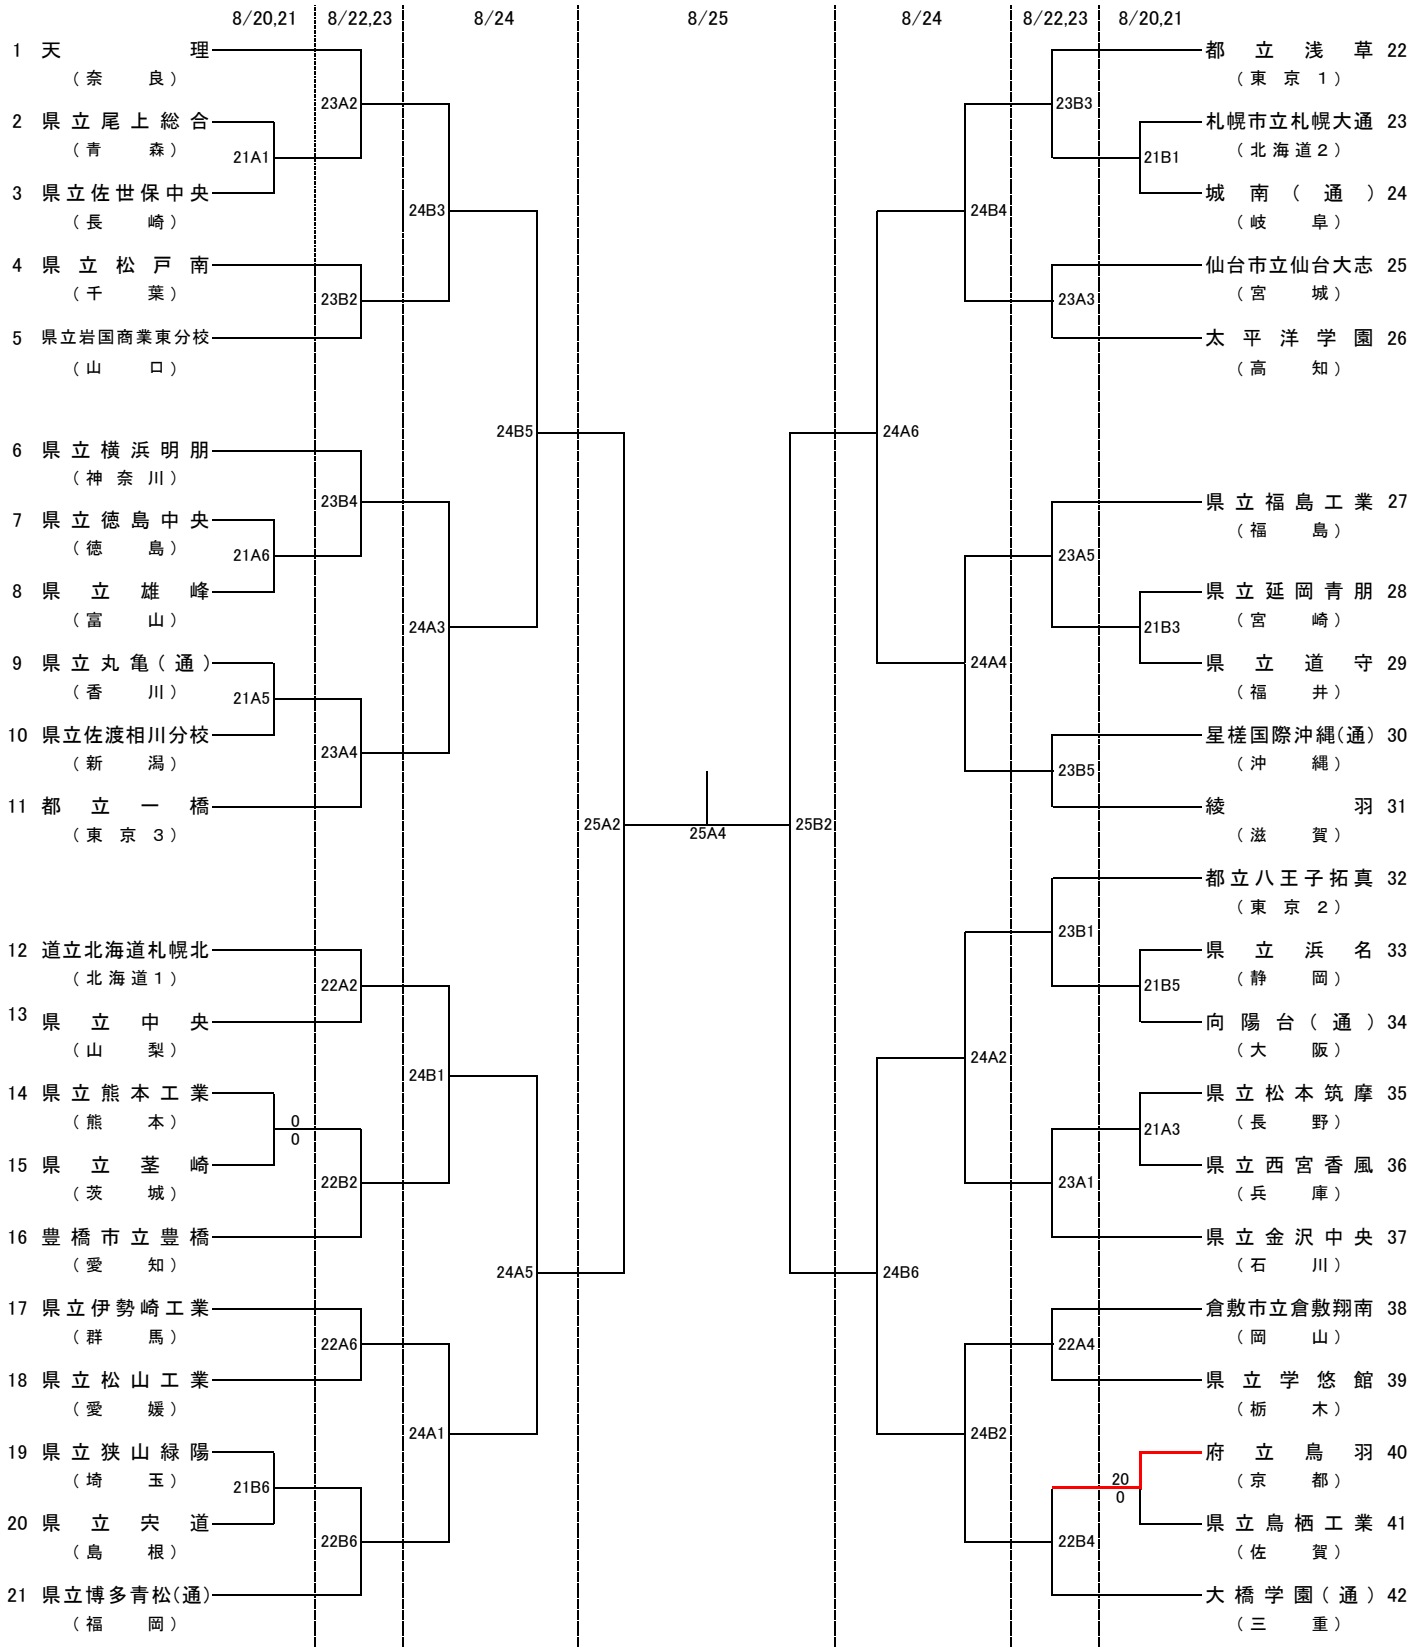 8/20,21 8/22,23 8/24 8/25 8/24 8/22,23 8/20,21
1 天理
(奈良)
2 県立尾上総合
(青森)
3 県立佐世保中央
(長崎)
4 県立松戸南
(千葉)
5 県立岩国商業東分校
(山口)
6 県立横浜明朋
(神奈川)
7 県立徳島中央
(徳島)
8 県立雄峰
(富山)
9 県立丸亀(通)
(香川)
10 県立佐渡相川分校
(新潟)
11 都立一橋
(東京3)
12 道立北海道札幌北
(北海道1)
13 県立中央
(山梨)
14 県立熊本工業
(熊本)
15 県立茎崎
(茨城)
16 豊橋市立豊橋
(愛知)
17 県立伊勢崎工業
(群馬)
18 県立松山工業
(愛媛)
19 県立狭山緑陽
(埼玉)
20 県立宍道
(島根)
21 県立博多青松(通)
(福岡)
21A1
21A6
21A5
0
0
21B6
23A2
23B2
23B4
23A4
22A2
22B2
22A6
22B6
24B3
24A3
24B1
24A1
24B5
24A5
25A2
25A4
25B2
24A6
24B6
24B4
24A4
24A2
24B2
23B3
23A3
23A5
23B5
23B1
23A1
22A4
22B4
21B1
21B3
21B5
21A3
20
0
都立浅草 22
(東京1)
札幌市立札幌大通 23
(北海道2)
城南(通) 24
(岐阜)
仙台市立仙台大志 25
(宮城)
太平洋学園 26
(高知)
県立福島工業 27
(福島)
県立延岡青朋 28
(宮崎)
県立道守 29
(福井)
星槎国際沖縄(通) 30
(沖縄)
綾羽 31
(滋賀)
都立八王子拓真 32
(東京2)
県立浜名 33
(静岡)
向陽台(通) 34
(大阪)
県立松本筑摩 35
(長野)
県立西宮香風 36
(兵庫)
県立金沢中央 37
(石川)
倉敷市立倉敷翔南 38
(岡山)
県立学悠館 39
(栃木)
府立鳥羽 40
(京都)
県立鳥栖工業 41
(佐賀)
大橋学園(通) 42
(三重)